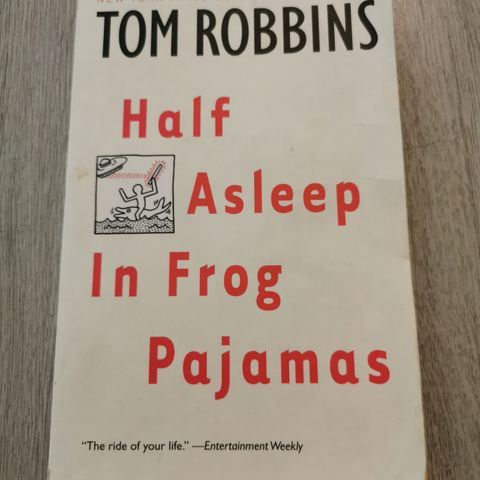 TOM ROBBINS
Half
Asleep
In Frog
Pajamas
“The ride of your life.” —Entertainment Weekly